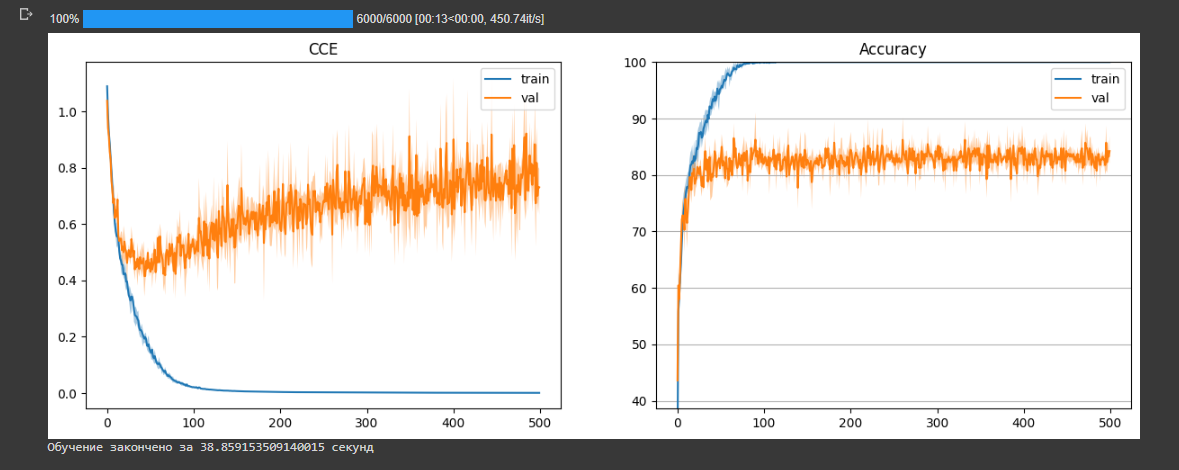 100% 6000/6000 [00:13<00:00, 450.74it/s]
CCE
train
val
1.0
0.8
0.6
0.4
0.2
0.0
0 100 200 300 400 500
Accuracy
train
val
100
90
80
70
60
50
40
0 100 200 300 400 500
Обучение закончено за 38.859153509140015 секунд